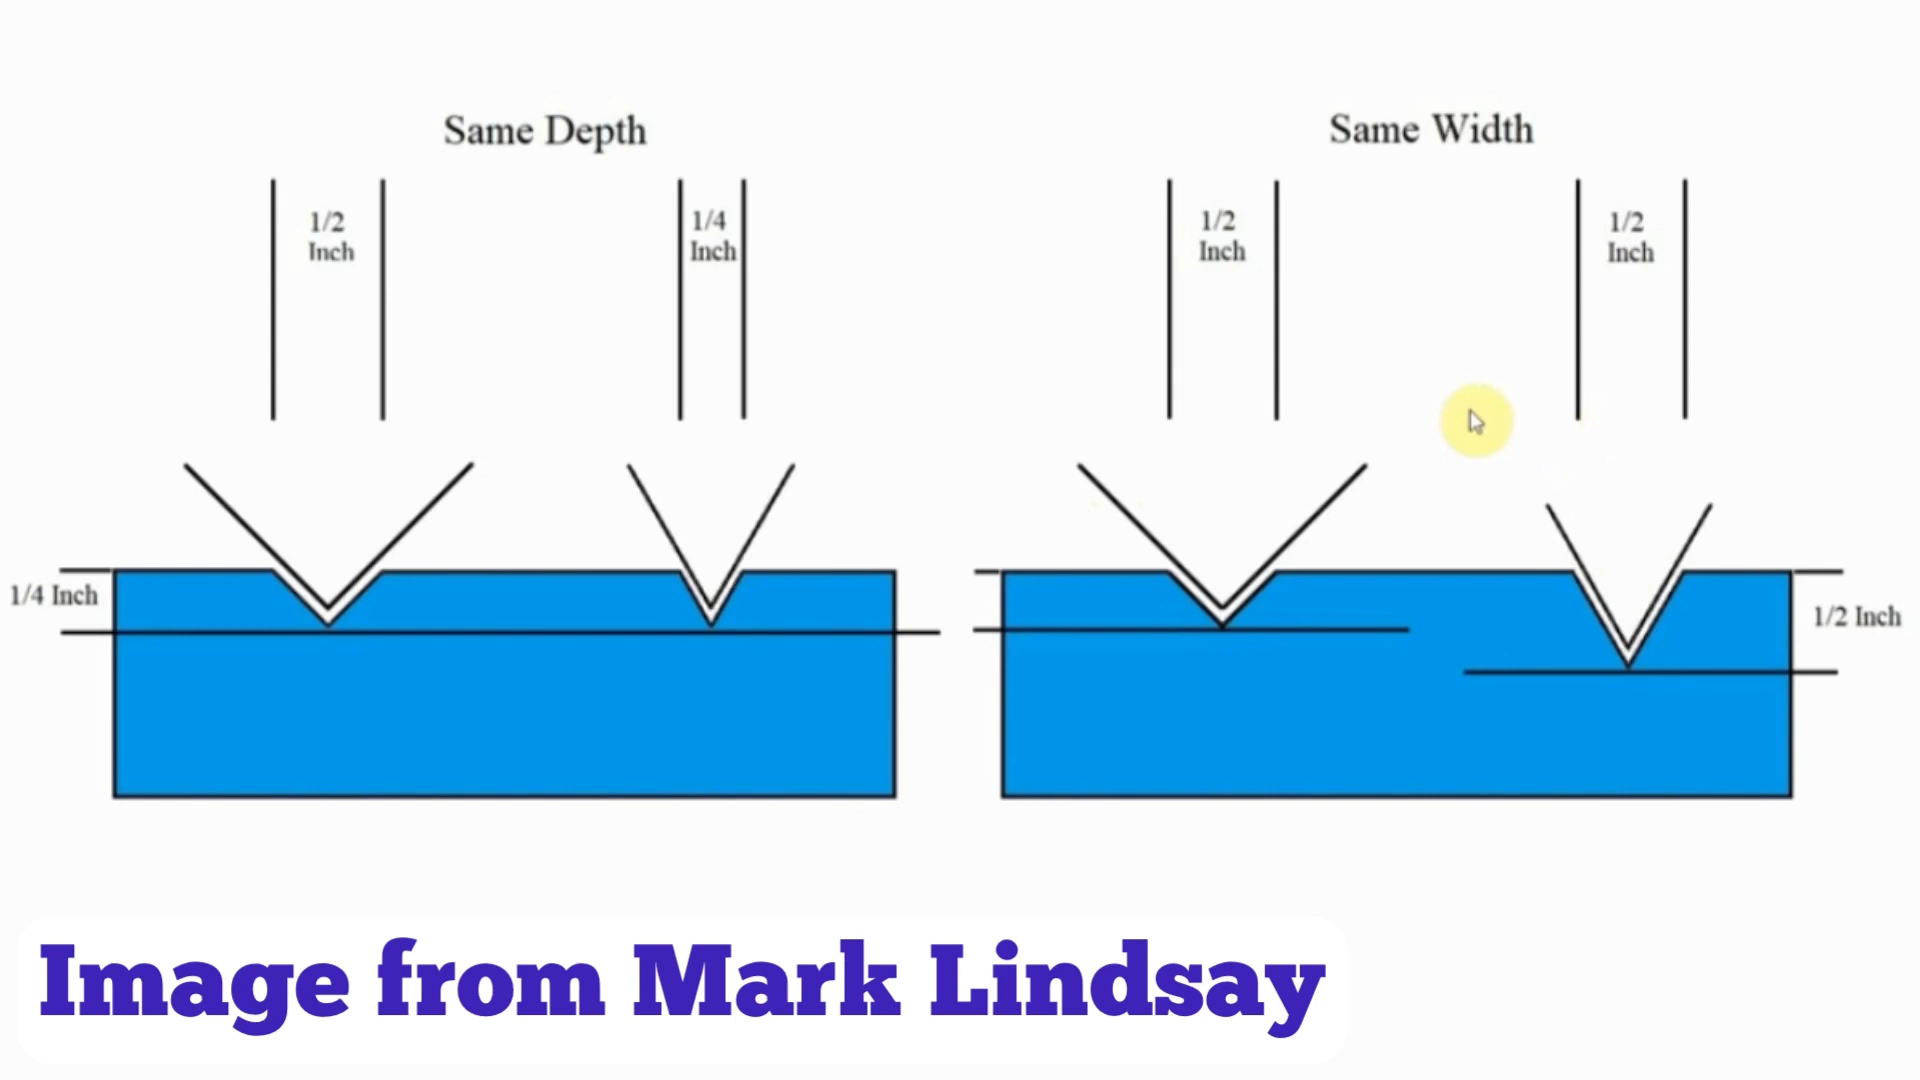 Same Depth
Same Width
1/2
Inch
1/4
Inch
1/2
Inch
1/2
Inch
1/4 Inch
1/2 Inch
Image from Mark Lindsay